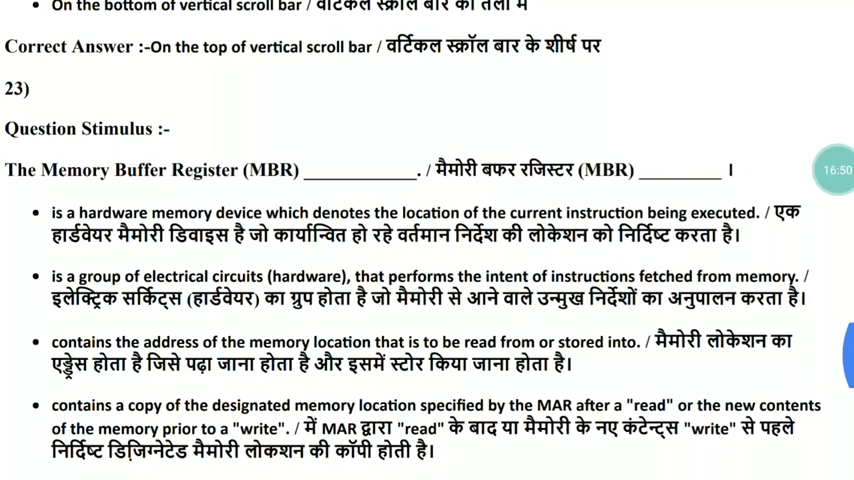 • On the bottom of vertical scroll bar / वर्टिकल स्क्रॉल बार की तली में
Correct Answer :-On the top of vertical scroll bar / वर्टिकल स्क्रॉल बार के शीर्ष पर
23)
Question Stimulus :-
The Memory Buffer Register (MBR) ____________. / मैमोरी बफर रजिस्टर (MBR) _________ ।
16:50
• is a hardware memory device which denotes the location of the current instruction being executed. / एक
हार्डवेयर मैमोरी डिवाइस है जो कार्यान्वित हो रहे वर्तमान निर्देश की लोकेशन को निर्दिष्ट करता है।
• is a group of electrical circuits (hardware), that performs the intent of instructions fetched from memory. /
इलेक्ट्रिक सर्किट्स (हार्डवेयर) का ग्रुप होता है जो मैमोरी से आने वाले उन्मुख निर्देशों का अनुपालन करता है।
• contains the address of the memory location that is to be read from or stored into. / मैमोरी लोकेशन का
एड्रेस होता है जिसे पढ़ा जाना होता है और इसमें स्टोर किया जाना होता है।
• contains a copy of the designated memory location specified by the MAR after a "read" or the new contents
of the memory prior to a "write". / में MAR द्वारा "read" के बाद या मैमोरी के नए कंटेन्ट्स "write" से पहले
निर्दिष्ट डिजिग्नेटेड मैमोरी लोकशन की कॉपी होती है।